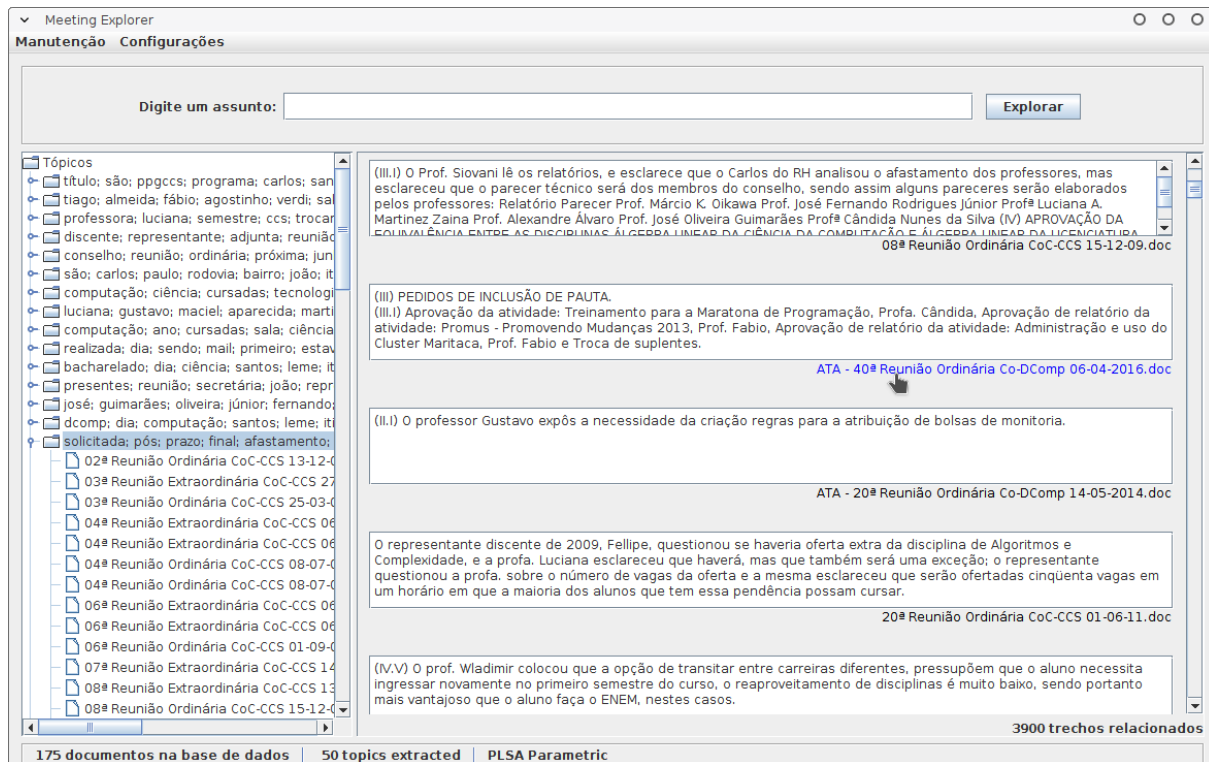 Meeting Explorer
Manutenção Configurações
Digite um assunto:
Explorar
Tópicos
título; são; ppgccs; programa; carlos; san
tiago; almeida; fábio; agostinho; verdi; sal
professora; luciana; semestre; ccs; trocar
discente; representante; adjunta; reunião
conselho; reunião; ordinária; próxima; jun
são; carlos; paulo; rodovia; bairro; joão; it
computação; ciência; cursadas; tecnologi
luciana; gustavo; maciel; aparecida; marti
computação; ano; cursadas; sala; ciência
realizada; dia; sendo; mail; primeiro; estav
bacharelado; dia; ciência; santos; leme; it
presentes; reunião; secretária; joão; repr
josé; guimarães; oliveira; júnior; fernando;
dcomp; dia; computação; santos; leme; iti
solicitada; pós; prazo; final; afastamento;
02ª Reunião Ordinária CoC-CCS 13-12-0
03ª Reunião Extraordinária CoC-CCS 27
03ª Reunião Ordinária CoC-CCS 25-03-0
04ª Reunião Extraordinária CoC-CCS 06
04ª Reunião Extraordinária CoC-CCS 06
04ª Reunião Ordinária CoC-CCS 08-07-0
04ª Reunião Ordinária CoC-CCS 08-07-0
06ª Reunião Extraordinária CoC-CCS 06
06ª Reunião Extraordinária CoC-CCS 06
06ª Reunião Ordinária CoC-CCS 01-09-0
07ª Reunião Extraordinária CoC-CCS 14
08ª Reunião Extraordinária CoC-CCS 13
08ª Reunião Ordinária CoC-CCS 15-12-0
(III.I) O Prof. Siovani lê os relatórios, e esclarece que o Carlos do RH analisou o afastamento dos professores, mas
esclareceu que o parecer técnico será dos membros do conselho, sendo assim alguns pareceres serão elaborados
pelos professores: Relatório Parecer Prof. Márcio K. Oikawa Prof. José Fernando Rodrigues Júnior Profª Luciana A.
Martinez Zaina Prof. Alexandre Álvaro Prof. José Oliveira Guimarães Profª Cândida Nunes da Silva (IV) APROVAÇÃO DA
EQUIVALÊNCIA ENTRE AS DISCIPLINAS ÁLGEBRA LINEAR DA CIÊNCIA DA COMPUTAÇÃO E ÁLGEBRA LINEAR DA LICENCIATURA
08ª Reunião Ordinária CoC-CCS 15-12-09.doc
(III) PEDIDOS DE INCLUSÃO DE PAUTA.
(III.I) Aprovação da atividade: Treinamento para a Maratona de Programação, Profa. Cândida, Aprovação de relatório da
atividade: Promus - Promovendo Mudanças 2013, Prof. Fabio, Aprovação de relatório da atividade: Administração e uso do
Cluster Maritaca, Prof. Fabio e Troca de suplentes.
ATA - 40ª Reunião Ordinária Co-DComp 06-04-2016.doc
(II.I) O professor Gustavo expôs a necessidade da criação regras para a atribuição de bolsas de monitoria.
ATA - 20ª Reunião Ordinária Co-DComp 14-05-2014.doc
O representante discente de 2009, Fellipe, questionou se haveria oferta extra da disciplina de Algoritmos e
Complexidade, e a profa. Luciana esclareceu que haverá, mas que também será uma exceção; o representante
questionou a profa. sobre o número de vagas da oferta e a mesma esclareceu que serão ofertadas cinqüenta vagas em
um horário em que a maioria dos alunos que tem essa pendência possam cursar.
20ª Reunião Ordinária CoC-CCS 01-06-11.doc
(IV.V) O prof. Wladimir colocou que a opção de transitar entre carreiras diferentes, pressupõem que o aluno necessita
ingressar novamente no primeiro semestre do curso, o reaproveitamento de disciplinas é muito baixo, sendo portanto
mais vantajoso que o aluno faça o ENEM, nestes casos.
3900 trechos relacionados
175 documentos na base de dados 50 topics extracted PLSA Parametric